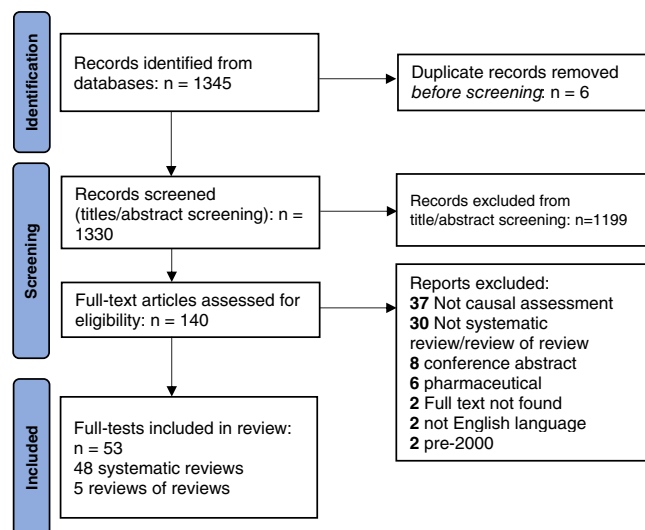 Identification
Records identified from
databases: n = 1345
Duplicate records removed
before screening: n = 6
Screening
Records screened
(titles/abstract screening): n =
1330
Records excluded from
title/abstract screening: n=1199
Full-text articles assessed for
eligibility: n = 140
Reports excluded:
37 Not causal assessment
30 Not systematic
review/review of review
8 conference abstract
6 pharmaceutical
2 Full text not found
2 not English language
2 pre-2000
Included
Full-tests included in review:
n = 53
48 systematic reviews
5 reviews of reviews